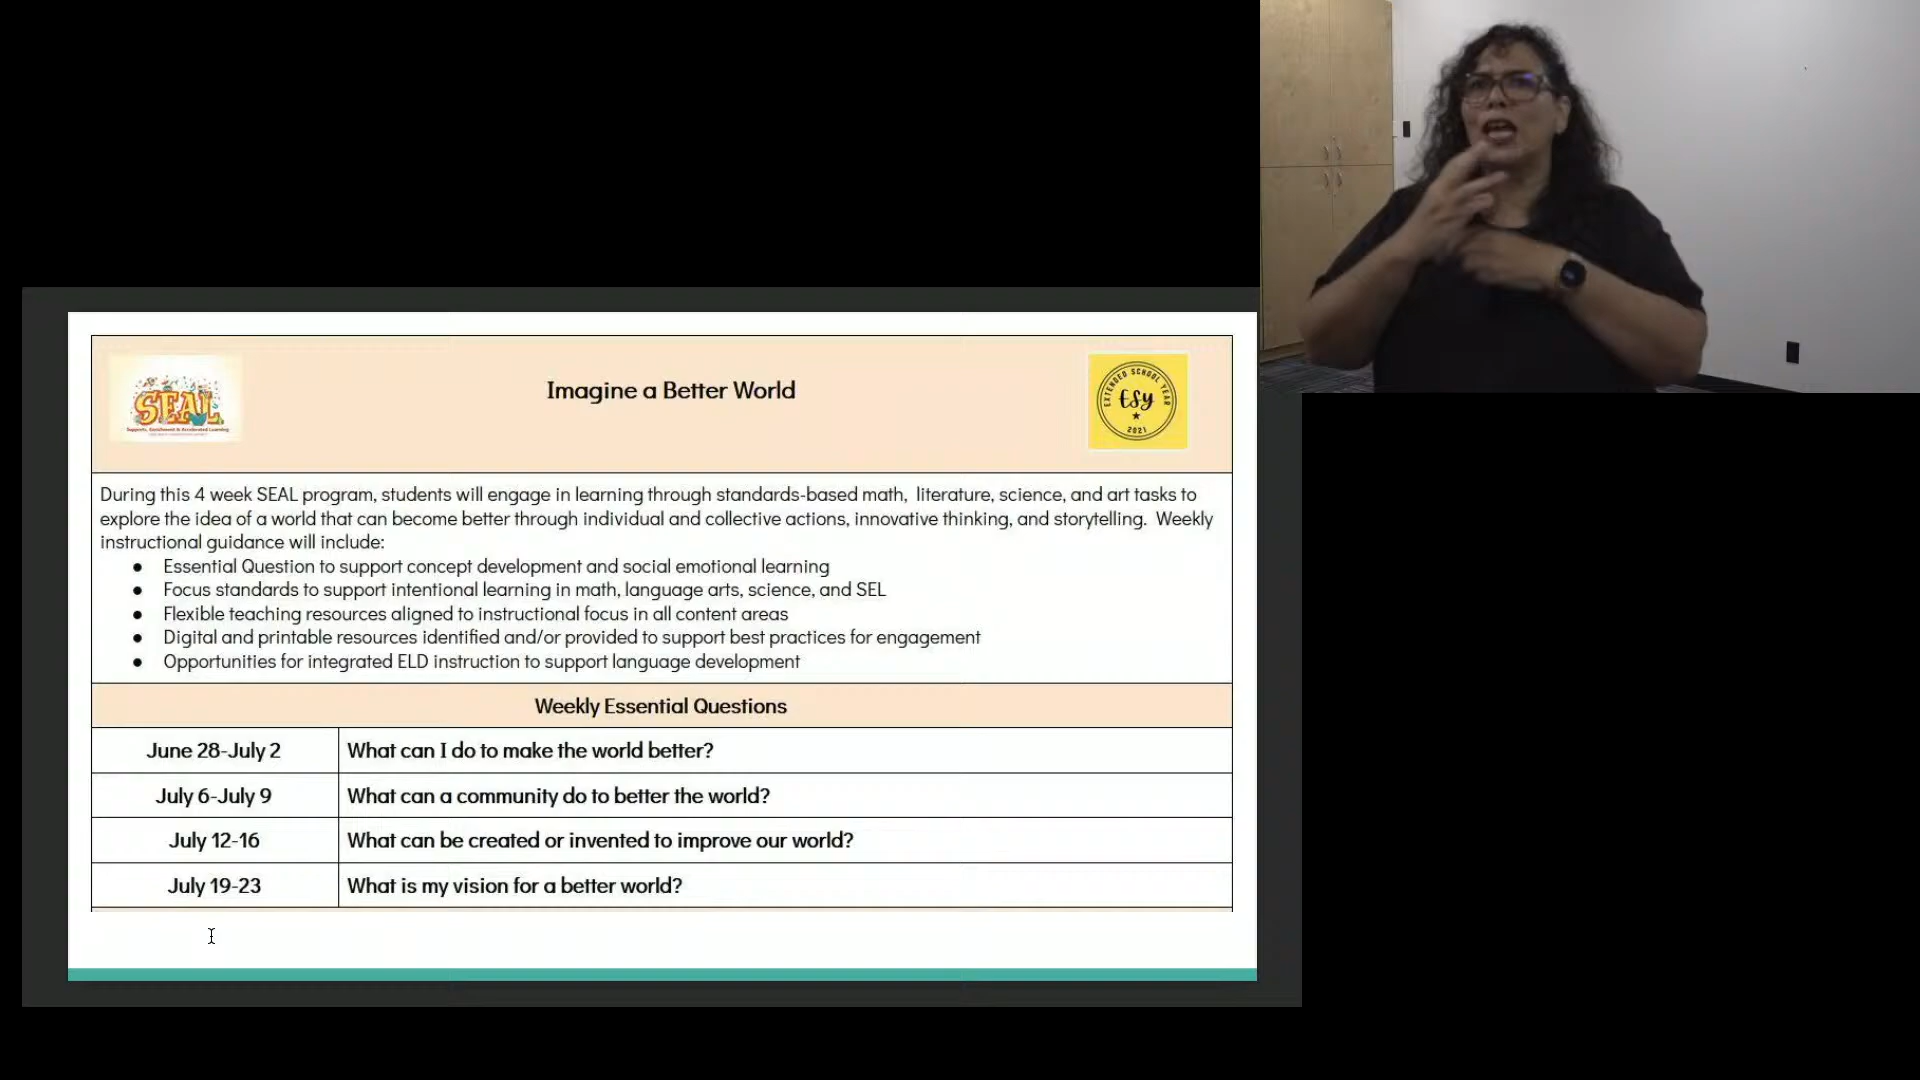 Imagine a Better World
SEAL
Supports, Enrichment & Accelerated Learning
EXTENDED SCHOOL YEAR
ESY
2021
During this 4 week SEAL program, students will engage in learning through standards-based math, literature, science, and art tasks to
explore the idea of a world that can become better through individual and collective actions, innovative thinking, and storytelling. Weekly
instructional guidance will include:
● Essential Question to support concept development and social emotional learning
● Focus standards to support intentional learning in math, language arts, science, and SEL
● Flexible teaching resources aligned to instructional focus in all content areas
● Digital and printable resources identified and/or provided to support best practices for engagement
● Opportunities for integrated ELD instruction to support language development
Weekly Essential Questions
June 28-July 2 What can I do to make the world better?
July 6-July 9 What can a community do to better the world?
July 12-16 What can be created or invented to improve our world?
July 19-23 What is my vision for a better world?